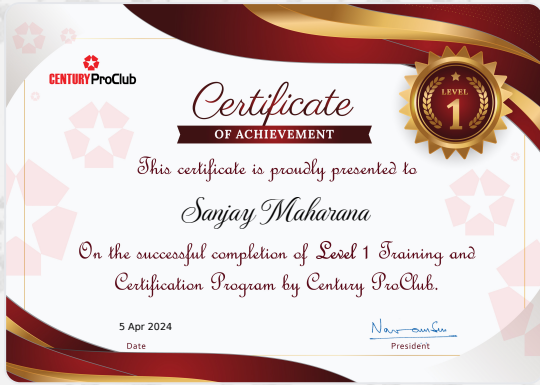 CENTURY ProClub
LEVEL
1
Certificate
OF ACHIEVEMENT
This certificate is proudly presented to
Sanjay Maharana
On the successful completion of Level 1 Training and
Certification Program by Century ProClub.
5 Apr 2024
Date
President